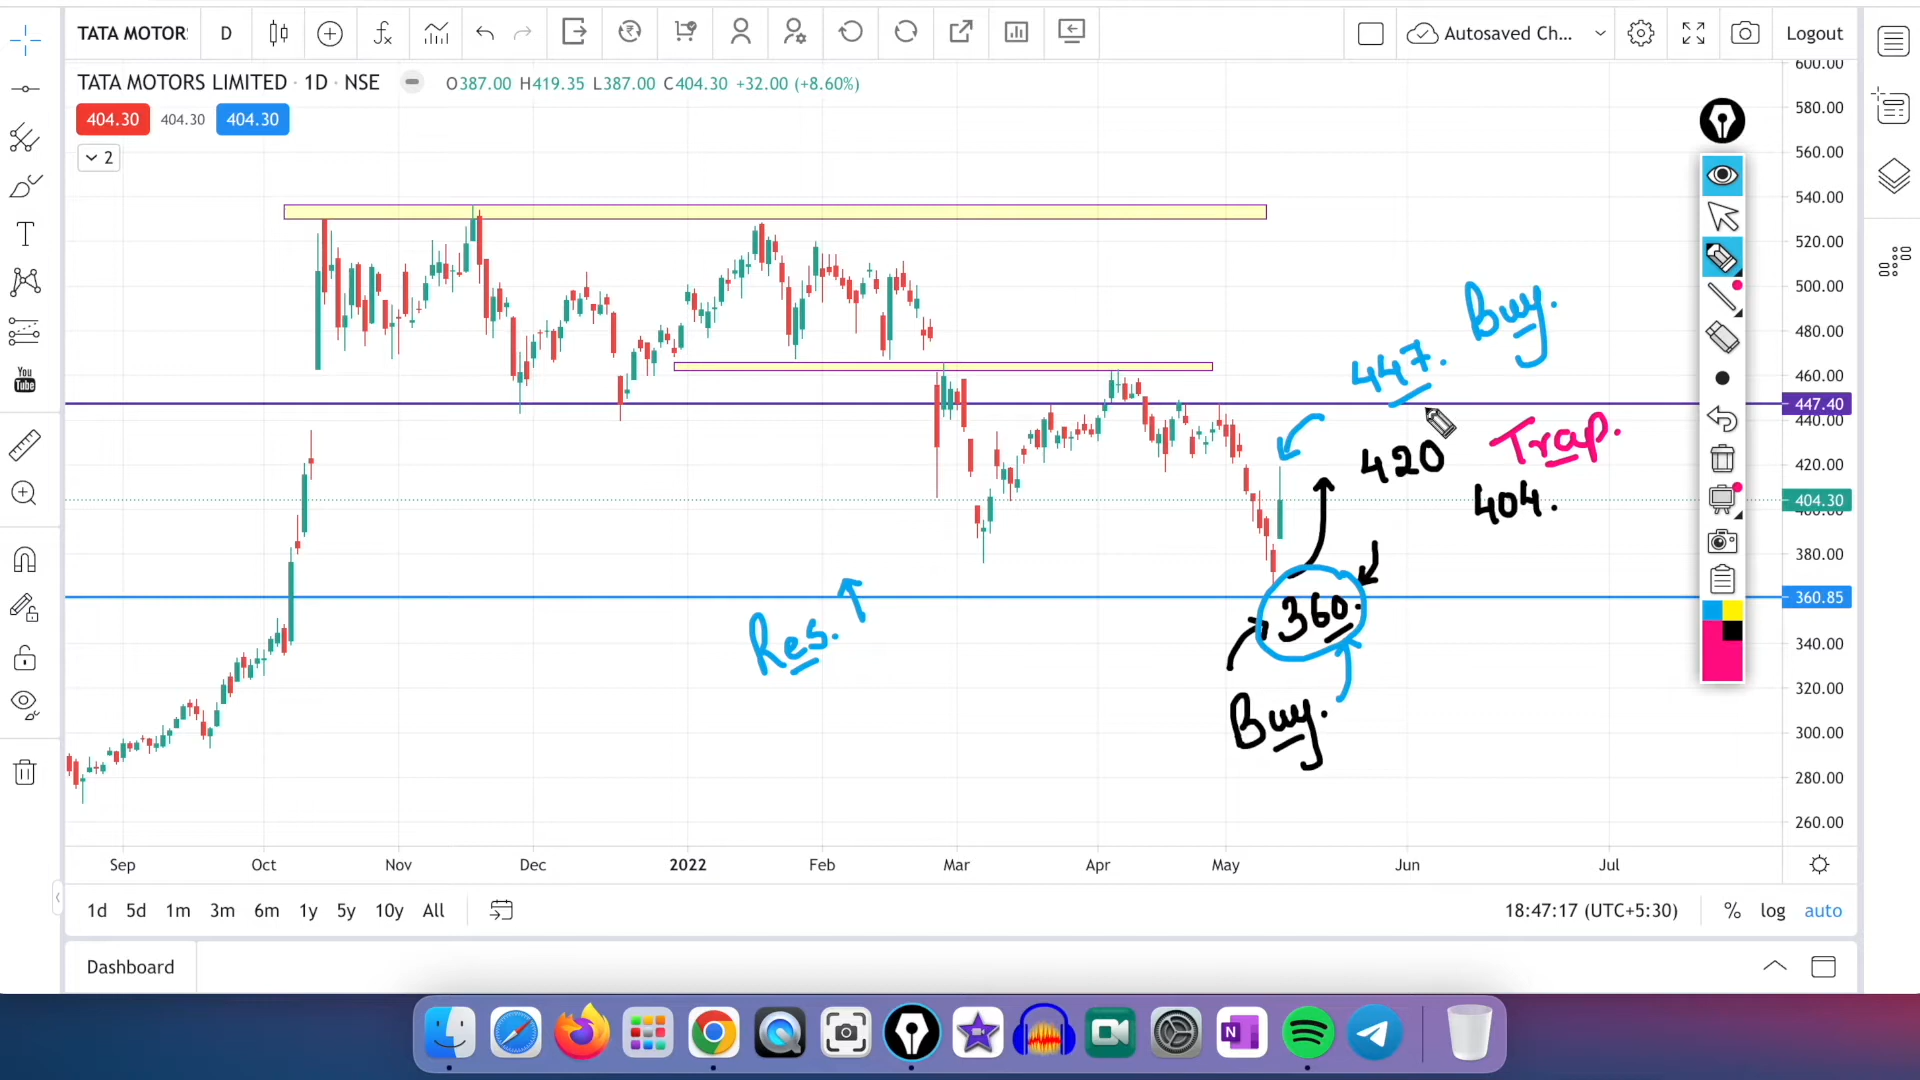 TATA MOTOR
D
Autosaved Ch...
Logout
TATA MOTORS LIMITED · 1D · NSE
O387.00 H419.35 L387.00 C404.30 +32.00 (+8.60%)
404.30
404.30
404.30
2
600.00
580.00
560.00
540.00
520.00
500.00
480.00
460.00
447.40
440.00
420.00
404.30
400.00
380.00
360.85
340.00
320.00
300.00
280.00
260.00
Buy.
447.
420
Trap.
404.
360.
Res.
Buy.
You
Tube
Sep
Oct
Nov
Dec
2022
Feb
Mar
Apr
May
Jun
Jul
1d 5d 1m 3m 6m 1y 5y 10y All
18:47:17 (UTC+5:30)
% log auto
Dashboard
N